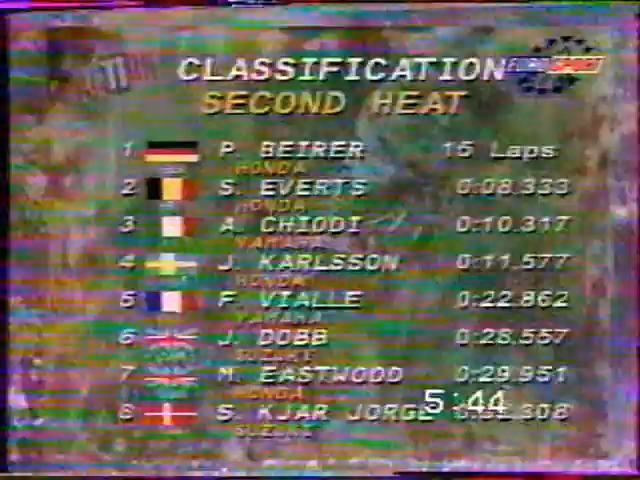 CLASSIFICATION EUROSPORT
SECOND HEAT
1 P. BEIRER 15 Laps
HONDA
2 S. EVERTS 0:08.333
HONDA
3 A. CHIODI 0:10.317
YAMAHA
4 J. KARLSSON 0:11.577
HONDA
5 F. VIALLE 0:22.862
YAMAHA
6 J. DOBB 0:28.557
SUZUKI
7 M. EASTWOOD 0:29.951
HONDA
8 S. KJAR JORGE
SUZUKI
5:44